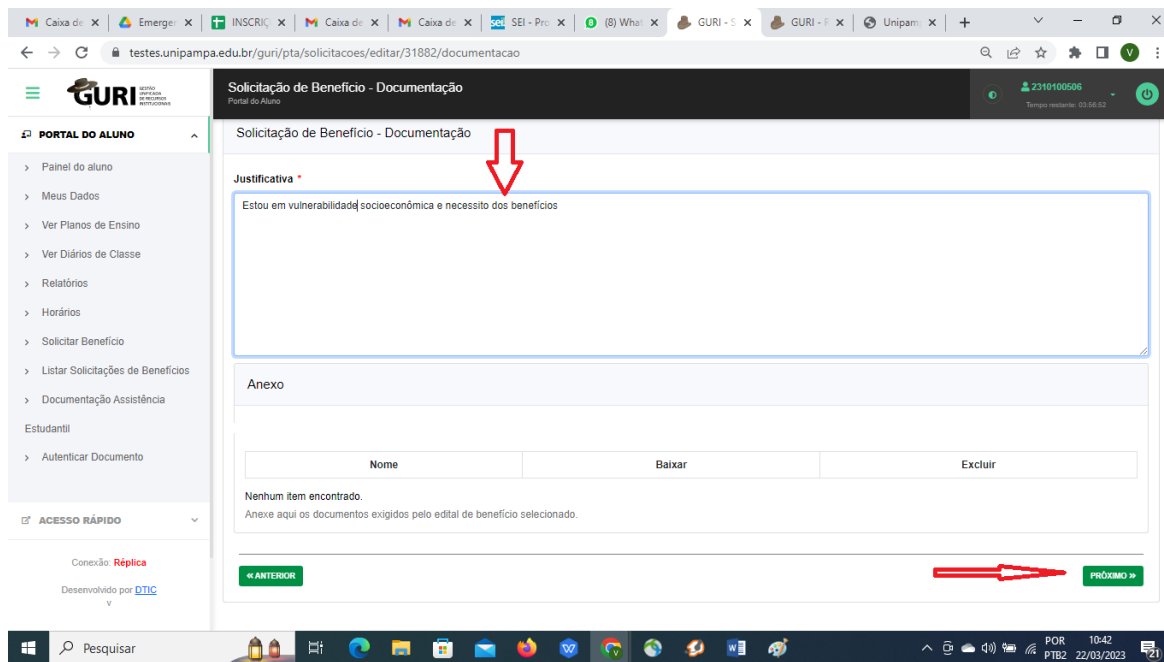 Caixa de
Emergen
INSCRIÇ
Caixa de
Caixa de
SEI - Pro
(8) What
GURI - S
GURI - R
Unipam
testes.unipampa.edu.br/guri/pta/solicitacoes/editar/31882/documentacao
V
GURI GESTÃO UNIFICADA DE RECURSOS INSTITUCIONAIS
Solicitação de Benefício - Documentação
Portal do Aluno
2310100506
Tempo restante: 03:56:52
PORTAL DO ALUNO
Painel do aluno
Meus Dados
Ver Planos de Ensino
Ver Diários de Classe
Relatórios
Horários
Solicitar Benefício
Listar Solicitações de Benefícios
Documentação Assistência
Estudantil
Autenticar Documento
ACESSO RÁPIDO
Conexão: Réplica
Desenvolvido por DTIC
v
Solicitação de Benefício - Documentação
Justificativa *
Estou em vulnerabilidade socioeconômica e necessito dos benefícios
Anexo
Nome Baixar Excluir
Nenhum item encontrado.
Anexe aqui os documentos exigidos pelo edital de benefício selecionado.
« ANTERIOR
PRÓXIMO »
Pesquisar
POR 10:42
PTB2 22/03/2023
21